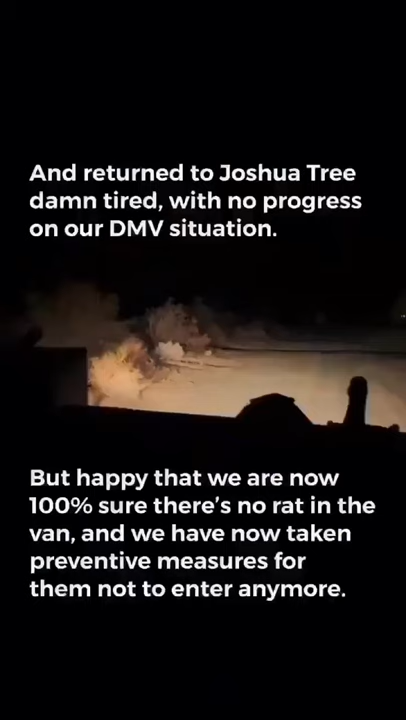 And returned to Joshua Tree
damn tired, with no progress
on our DMV situation.
But happy that we are now
100% sure there's no rat in the
van, and we have now taken
preventive measures for
them not to enter anymore.